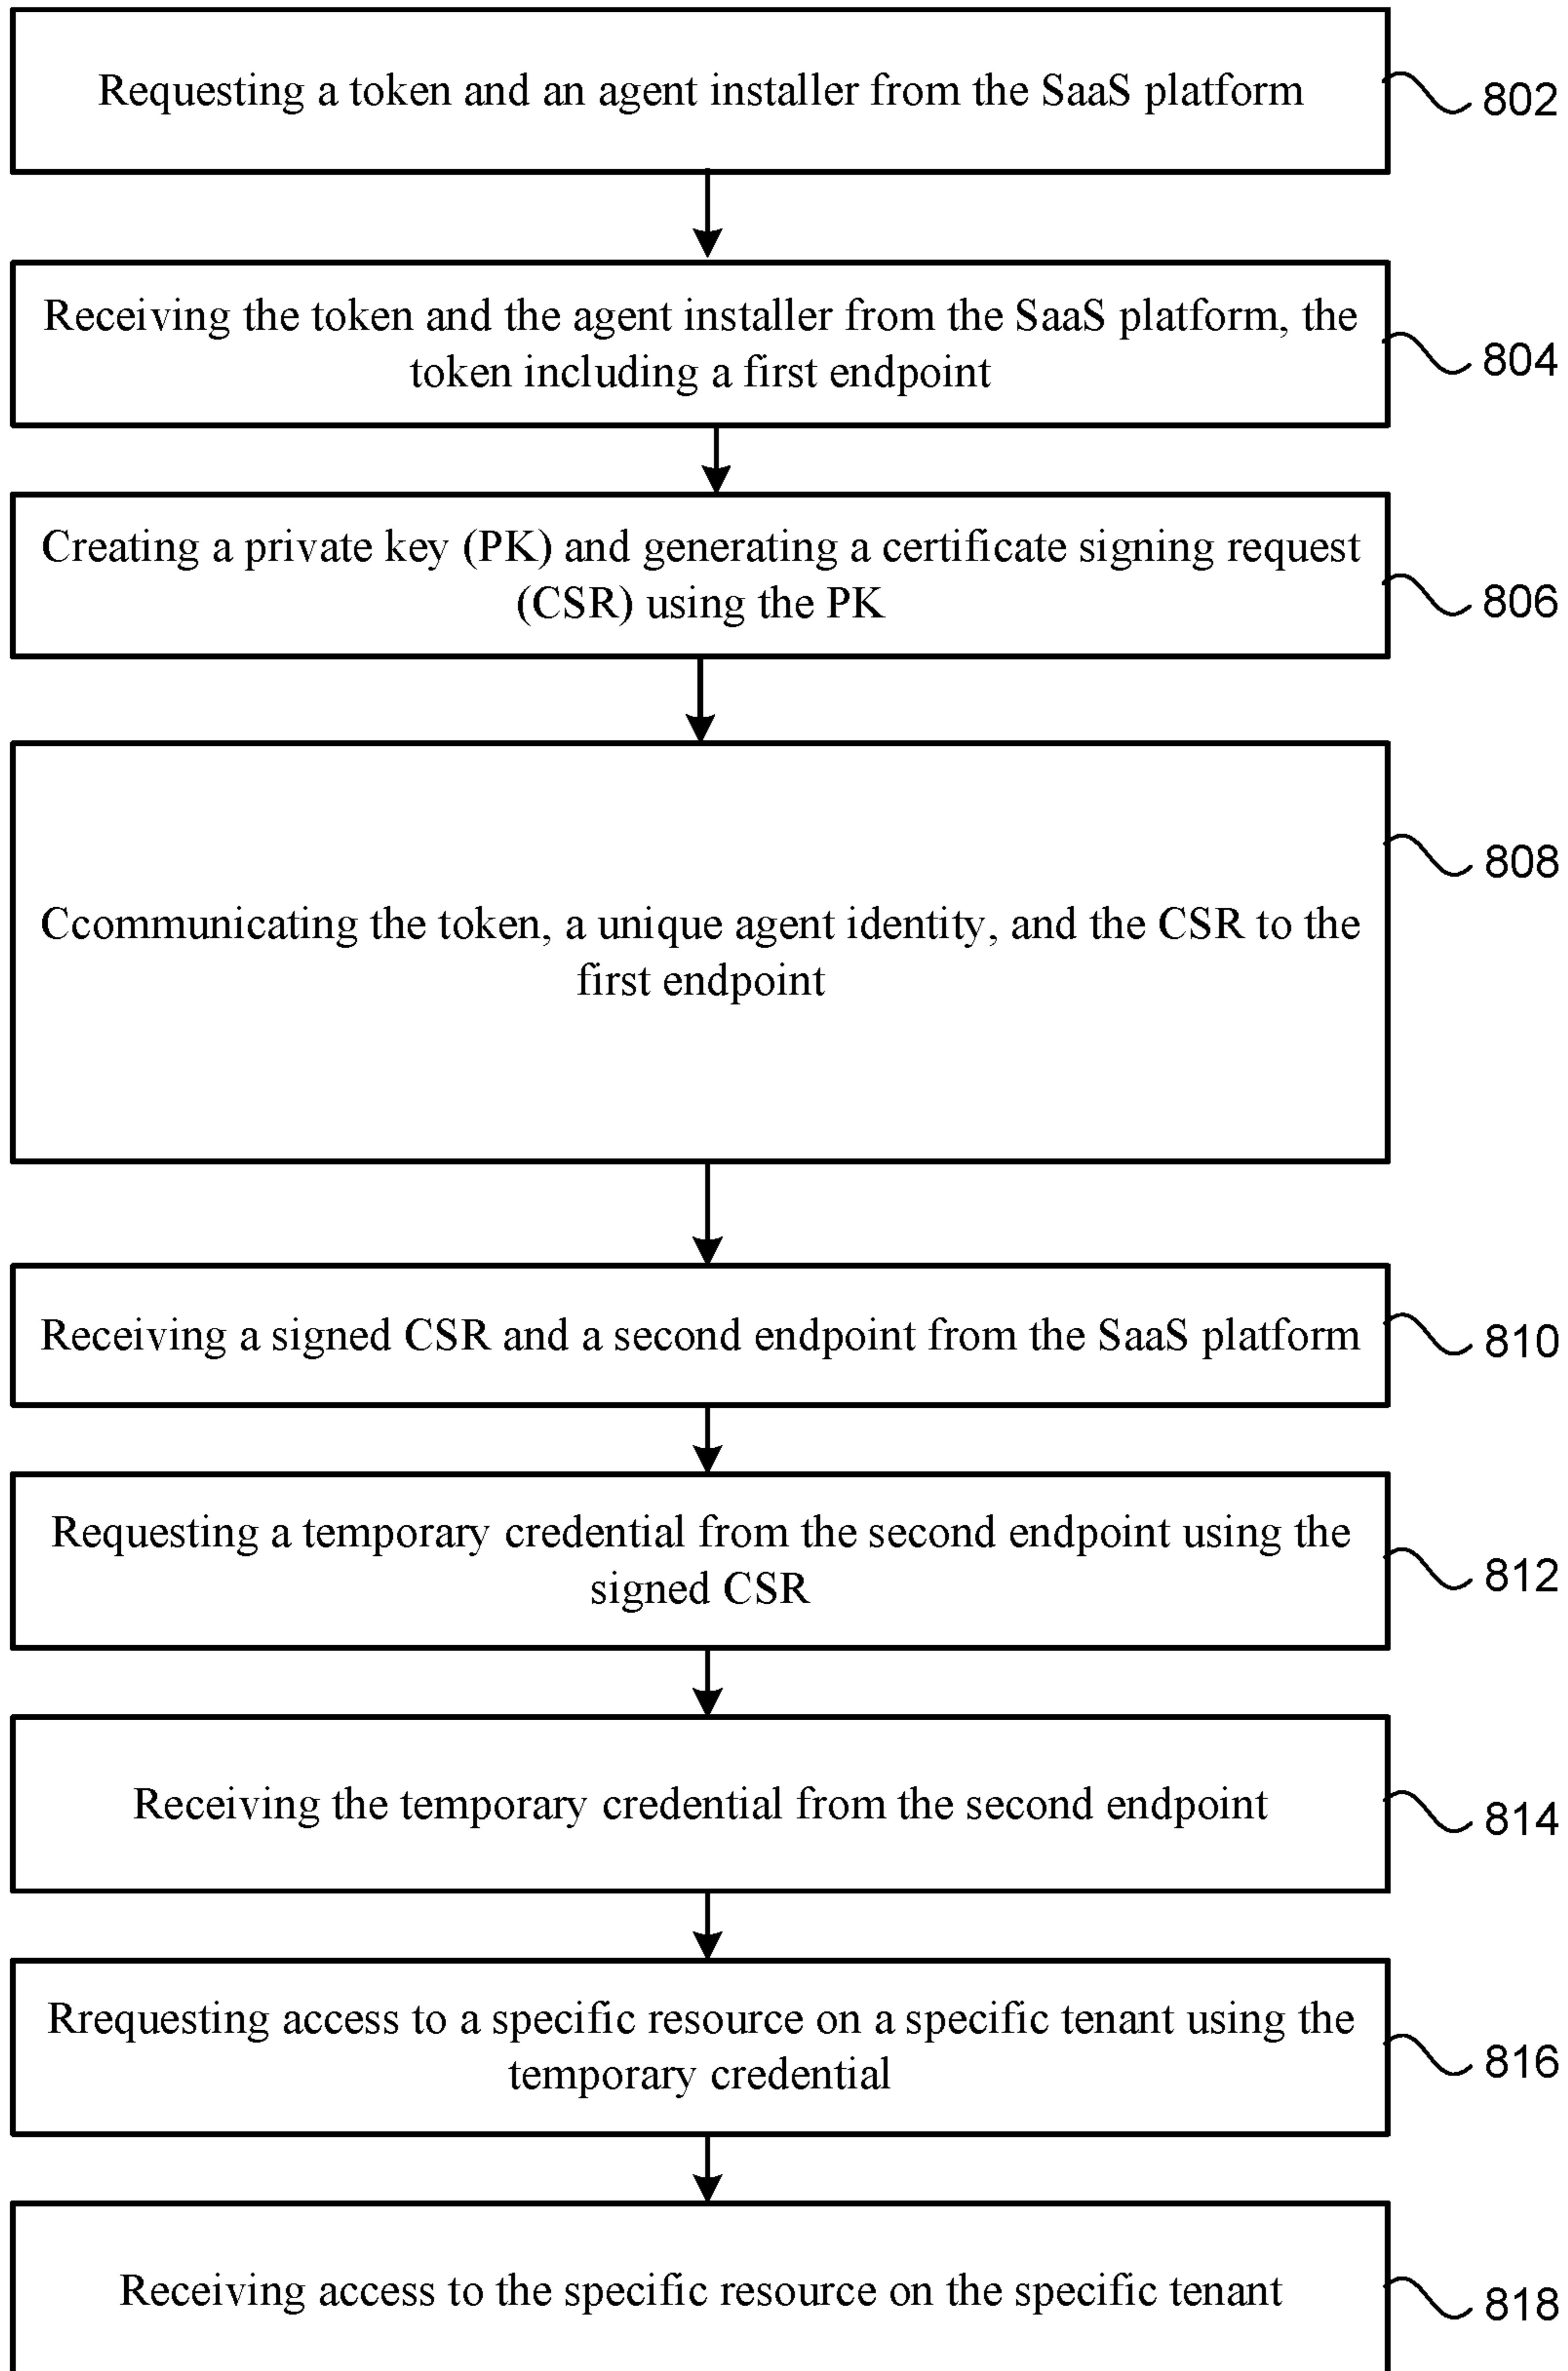 Requesting a token and an agent installer from the SaaS platform
802
Receiving the token and the agent installer from the SaaS platform, the
token including a first endpoint
804
Creating a private key (PK) and generating a certificate signing request
(CSR) using the PK
806
Ccommunicating the token, a unique agent identity, and the CSR to the
first endpoint
808
Receiving a signed CSR and a second endpoint from the SaaS platform
810
Requesting a temporary credential from the second endpoint using the
signed CSR
812
Receiving the temporary credential from the second endpoint
814
Rrequesting access to a specific resource on a specific tenant using the
temporary credential
816
Receiving access to the specific resource on the specific tenant
818